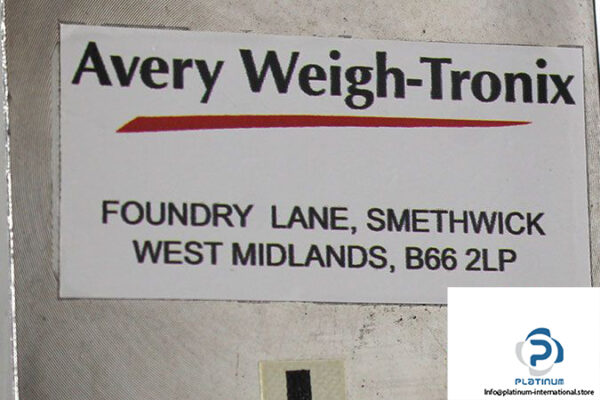 Avery Weigh-Tronix
FOUNDRY LANE, SMETHWICK
WEST MIDLANDS, B66 2LP
PLATINUM
Info@platinum-international.store